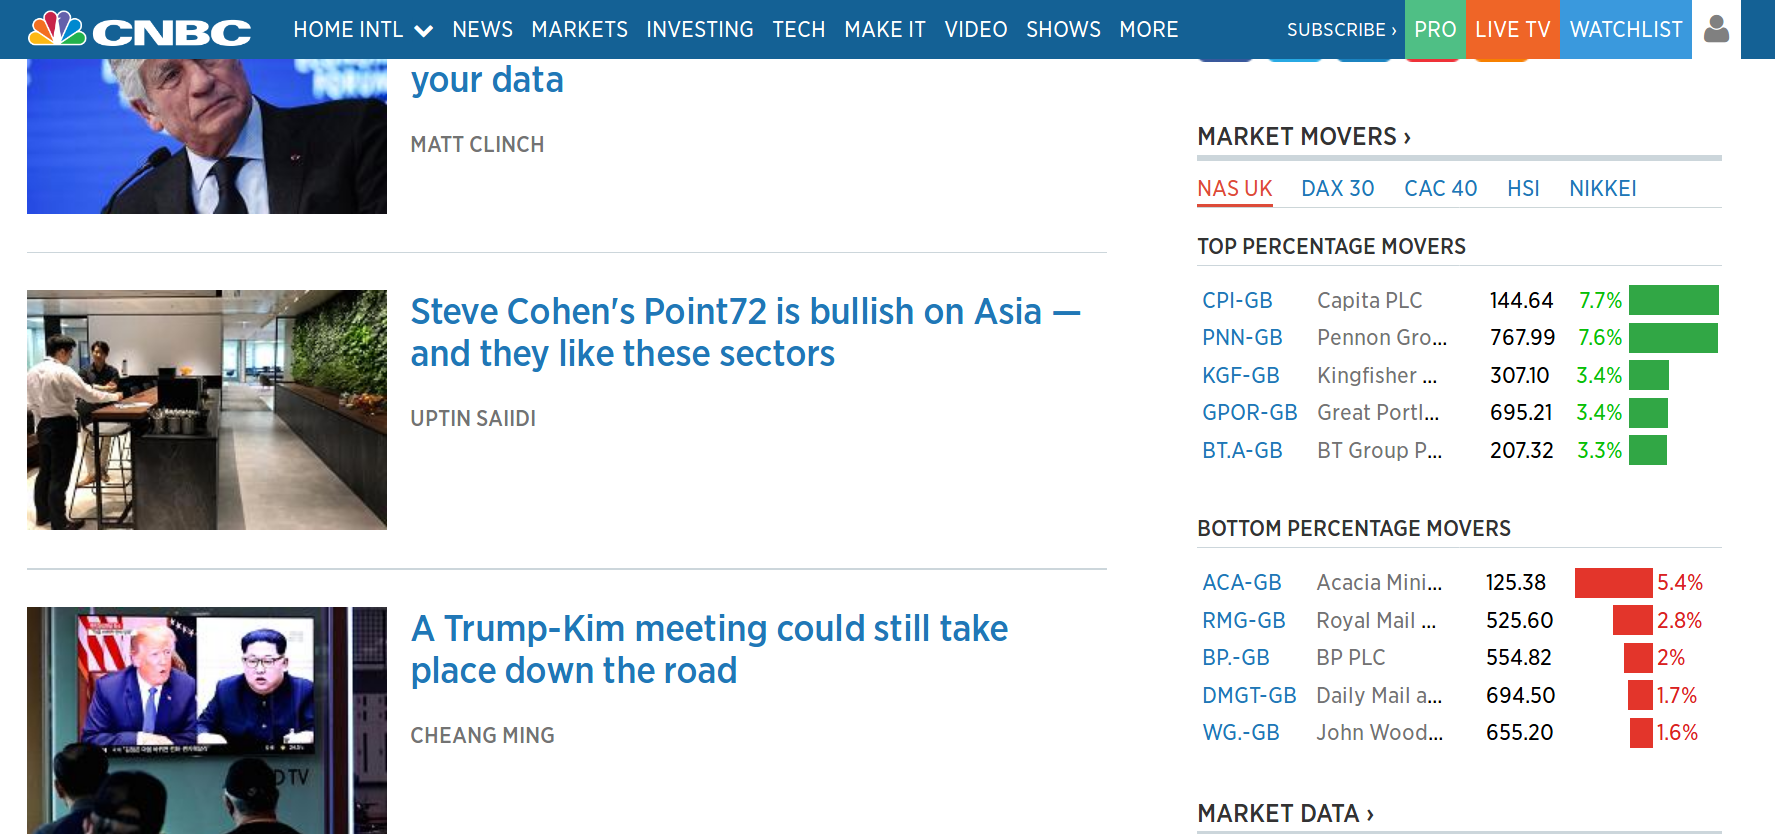 CNBC
HOME INTL NEWS MARKETS INVESTING TECH MAKE IT VIDEO SHOWS MORE SUBSCRIBE › PRO LIVE TV WATCHLIST
your data
MATT CLINCH
Steve Cohen's Point72 is bullish on Asia —
and they like these sectors
UPTIN SAIIDI
A Trump-Kim meeting could still take
place down the road
CHEANG MING
D TV
MARKET MOVERS ›
NAS UK DAX 30 CAC 40 HSI NIKKEI
TOP PERCENTAGE MOVERS
CPI-GB Capita PLC 144.64 7.7%
PNN-GB Pennon Gro... 767.99 7.6%
KGF-GB Kingfisher ... 307.10 3.4%
GPOR-GB Great Portl... 695.21 3.4%
BT.A-GB BT Group P... 207.32 3.3%
BOTTOM PERCENTAGE MOVERS
ACA-GB Acacia Mini... 125.38 5.4%
RMG-GB Royal Mail ... 525.60 2.8%
BP.-GB BP PLC 554.82 2%
DMGT-GB Daily Mail a... 694.50 1.7%
WG.-GB John Wood... 655.20 1.6%
MARKET DATA ›